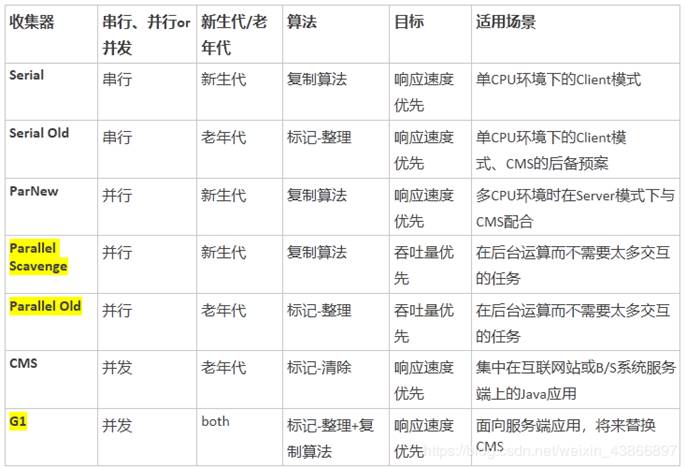 收集器 串行、并行or 新生代/老 算法 目标 适用场景
并发 年代
Serial 串行 新生代 复制算法 响应速度 单CPU环境下的Client模式
优先
Serial Old 串行 老年代 标记-整理 响应速度 单CPU环境下的Client模
优先 式、CMS的后备预案
ParNew 并行 新生代 复制算法 响应速度 多CPU环境时在Server模式下与
优先 CMS配合
Parallel 并行 新生代 复制算法 吞吐量优 在后台运算而不需要太多交互
Scavenge 先 的任务
Parallel Old 并行 老年代 标记-整理 吞吐量优 在后台运算而不需要太多交互
先 的任务
CMS 并发 老年代 标记-清除 响应速度 集中在互联网站或B/S系统服务
优先 端上的Java应用
G1 并发 both 标记-整理+复 响应速度 面向服务端应用，将来替换
制算法 优先 CMS
https://blog.csdn.net/weixin_43866897